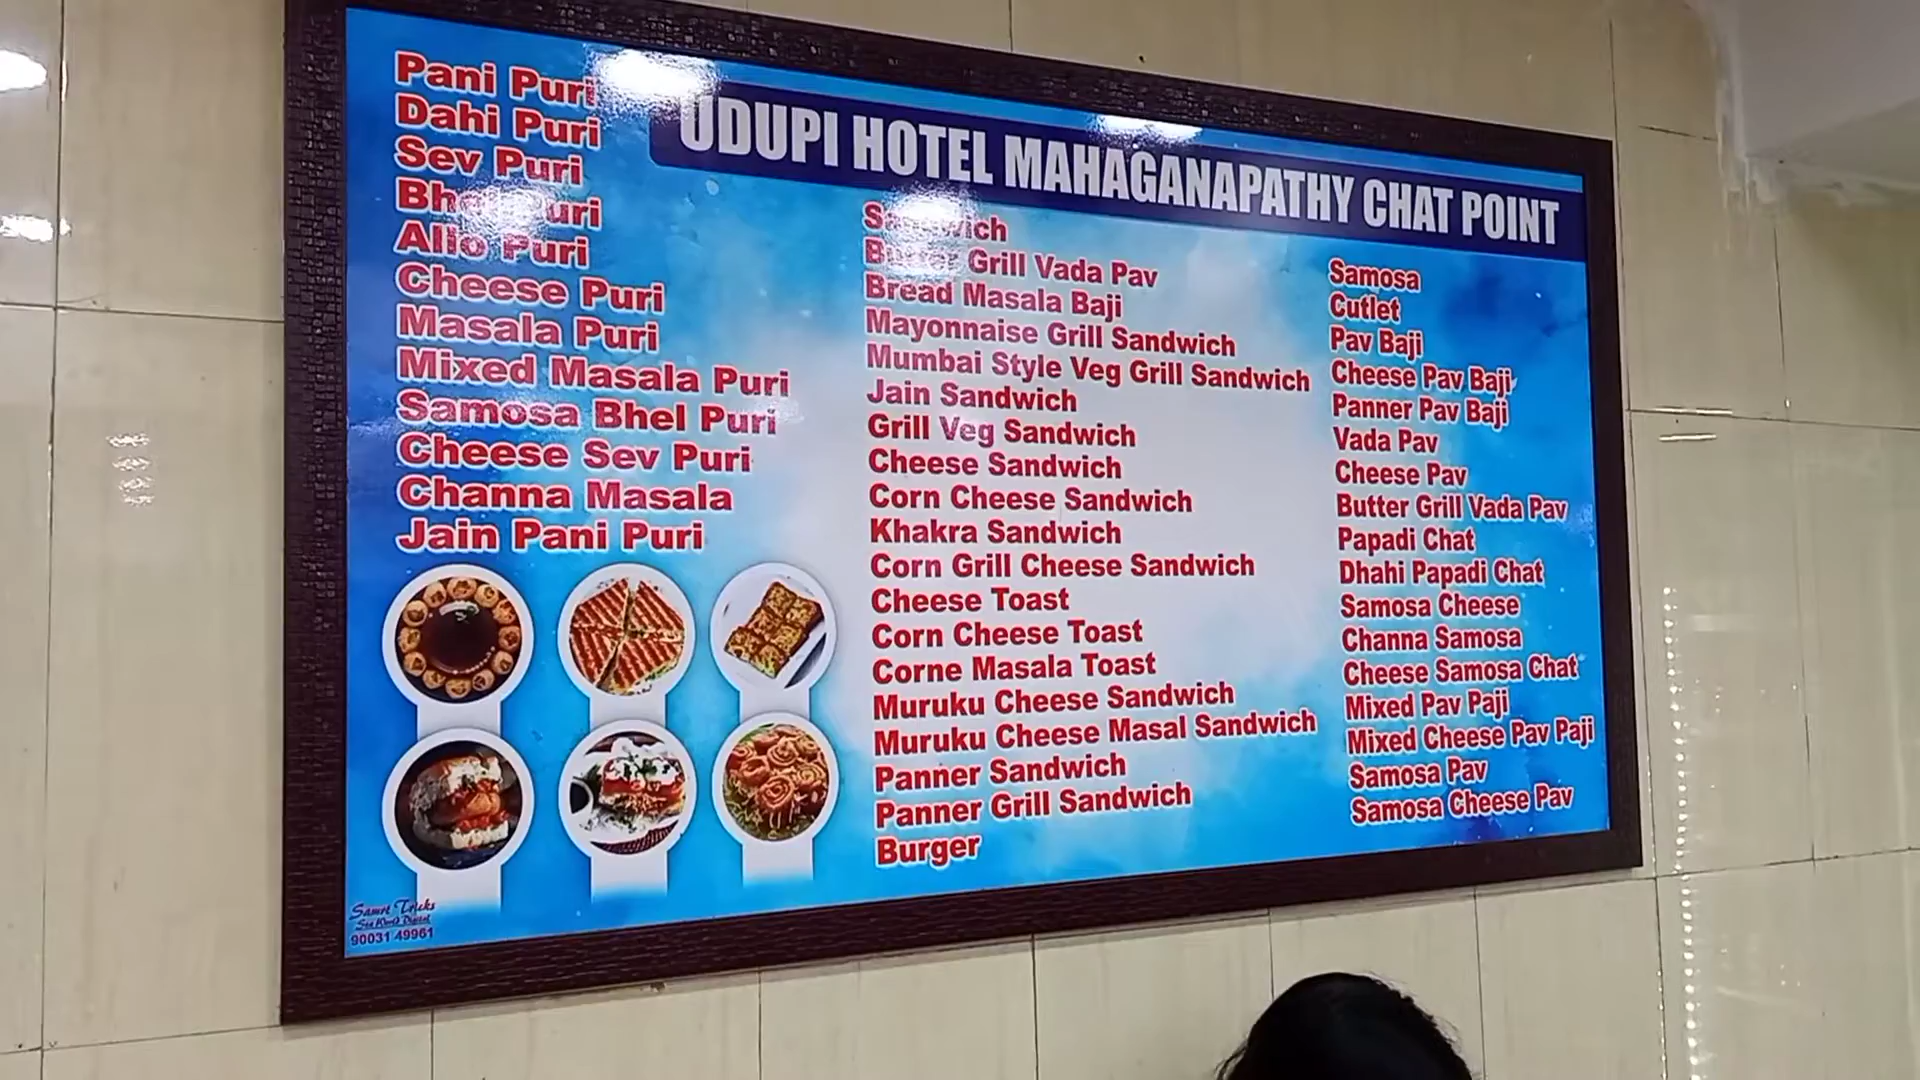 UDUPI HOTEL MAHAGANAPATHY CHAT POINT
Pani Puri
Dahi Puri
Sev Puri
Bhel Puri
Allo Puri
Cheese Puri
Masala Puri
Mixed Masala Puri
Samosa Bhel Puri
Cheese Sev Puri
Channa Masala
Jain Pani Puri
Sandwich
Butter Grill Vada Pav
Bread Masala Baji
Mayonnaise Grill Sandwich
Mumbai Style Veg Grill Sandwich
Jain Sandwich
Grill Veg Sandwich
Cheese Sandwich
Corn Cheese Sandwich
Khakra Sandwich
Corn Grill Cheese Sandwich
Cheese Toast
Corn Cheese Toast
Corne Masala Toast
Muruku Cheese Sandwich
Muruku Cheese Masal Sandwich
Panner Sandwich
Panner Grill Sandwich
Burger
Samosa
Cutlet
Pav Baji
Cheese Pav Baji
Panner Pav Baji
Vada Pav
Cheese Pav
Butter Grill Vada Pav
Papadi Chat
Dhahi Papadi Chat
Samosa Cheese
Channa Samosa
Cheese Samosa Chat
Mixed Pav Paji
Mixed Cheese Pav Paji
Samosa Pav
Samosa Cheese Pav
90031 49961